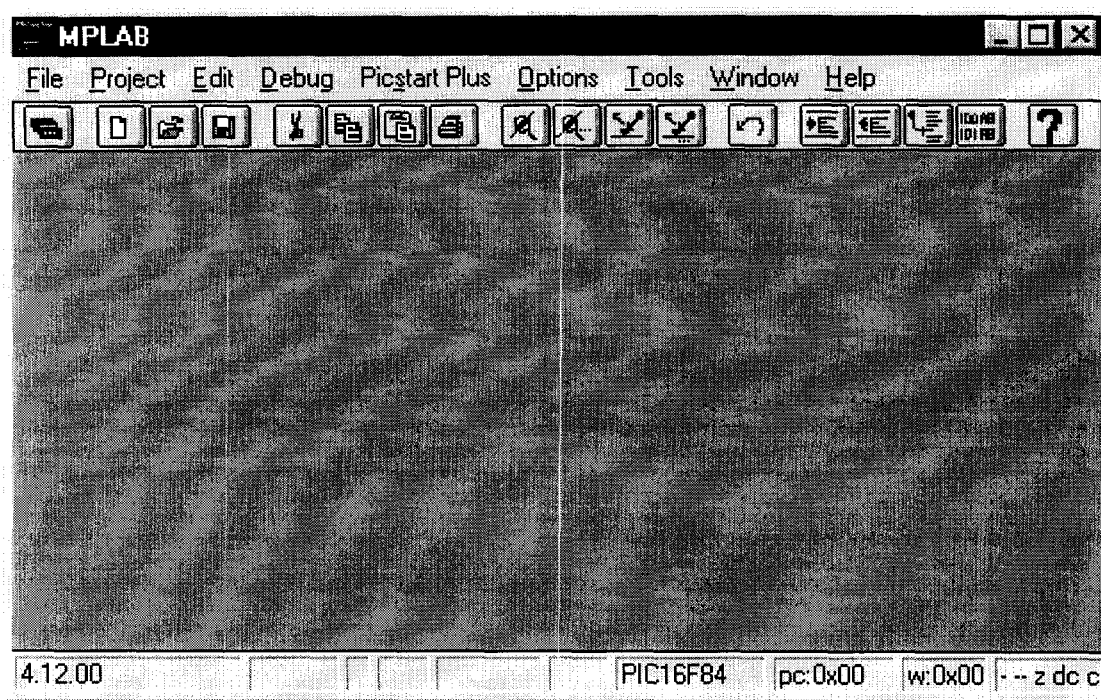 MPLAB
File Project Edit Debug Picstart Plus Options Tools Window Help
4.12.00 PIC16F84 pc:0x00 w:0x00 - -- z dc c